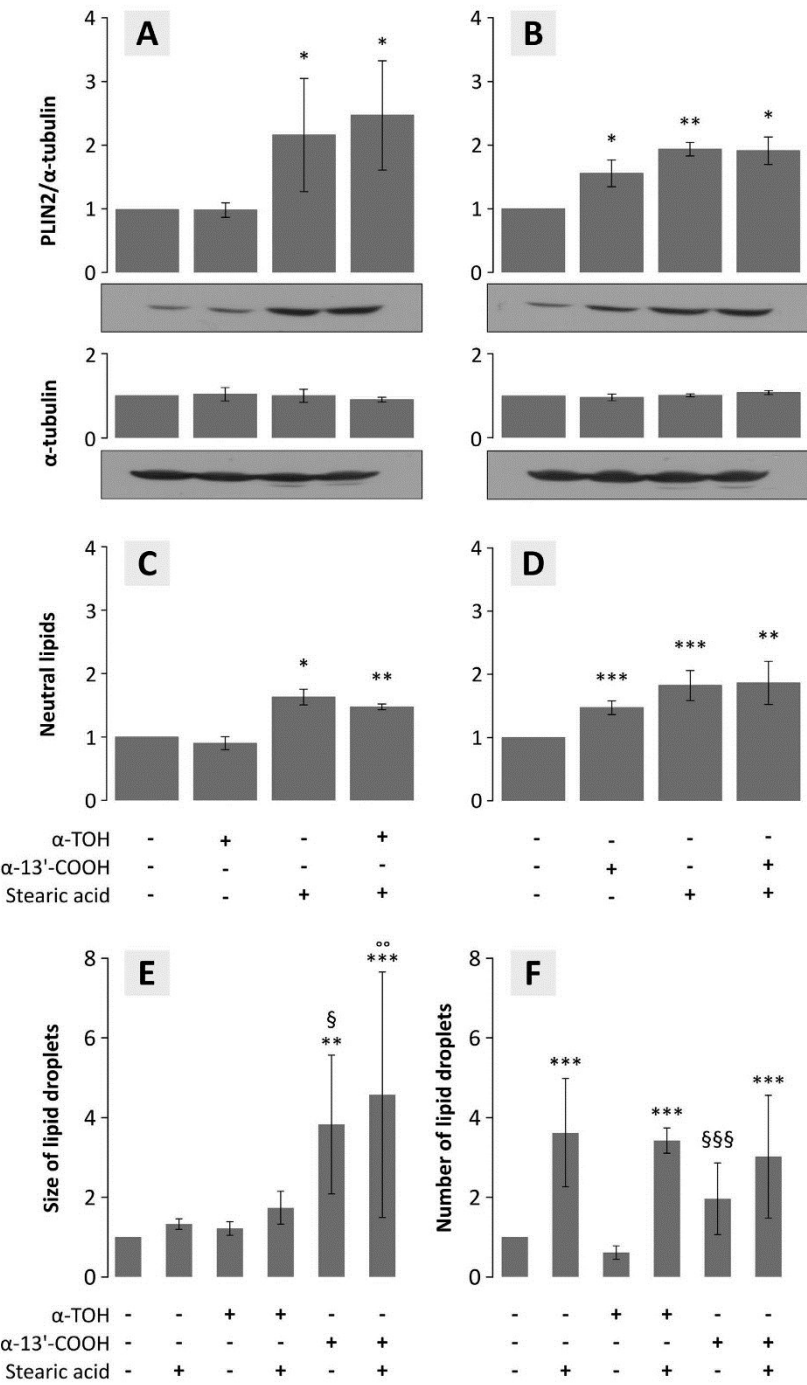 A
B
PLIN2/α-tubulin
4
3
2
1
0
* *
4
3
2
1
0
* ** *
α-tubulin
2
1
0
2
1
0
C
D
Neutral lipids
4
3
2
1
0
* **
4
3
2
1
0
*** *** **
α-TOH - + - + - - - -
α-13'-COOH - - - - - + - +
Stearic acid - - + + - - + +
E
F
Size of lipid droplets
8
6
4
2
0
§
**
°°
***
Number of lipid droplets
8
6
4
2
0
*** *** §§§ ***
α-TOH - - + + - - - - + + - -
α-13'-COOH - - - - + + - - - - + +
Stearic acid - + - + - + - + - + - +